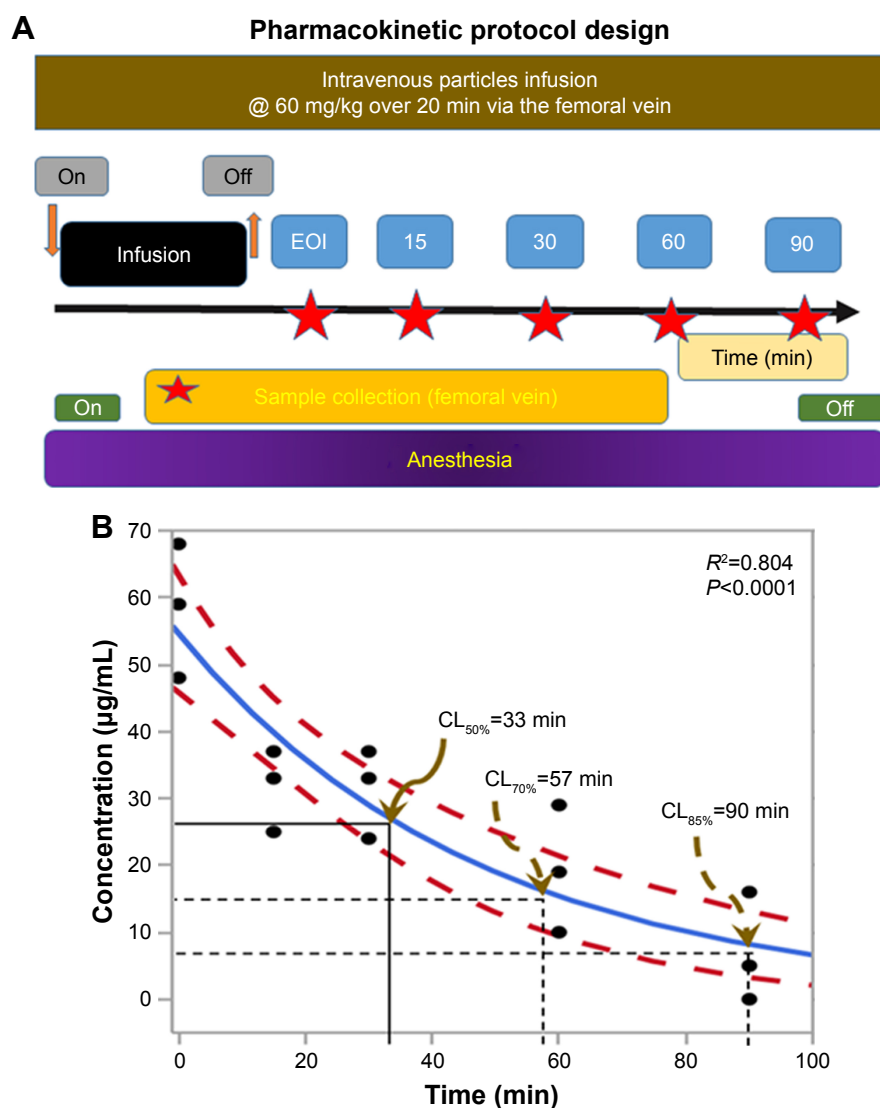 A
Pharmacokinetic protocol design
Intravenous particles infusion
@ 60 mg/kg over 20 min via the femoral vein
On
Off
Infusion
EOI
15
30
60
90
Time (min)
Sample collection (femoral vein)
On
Off
Anesthesia
B
70
60
50
40
30
20
10
0
Concentration (µg/mL)
R²=0.804
P<0.0001
CL50%=33 min
CL70%=57 min
CL85%=90 min
0
20
40
60
80
100
Time (min)